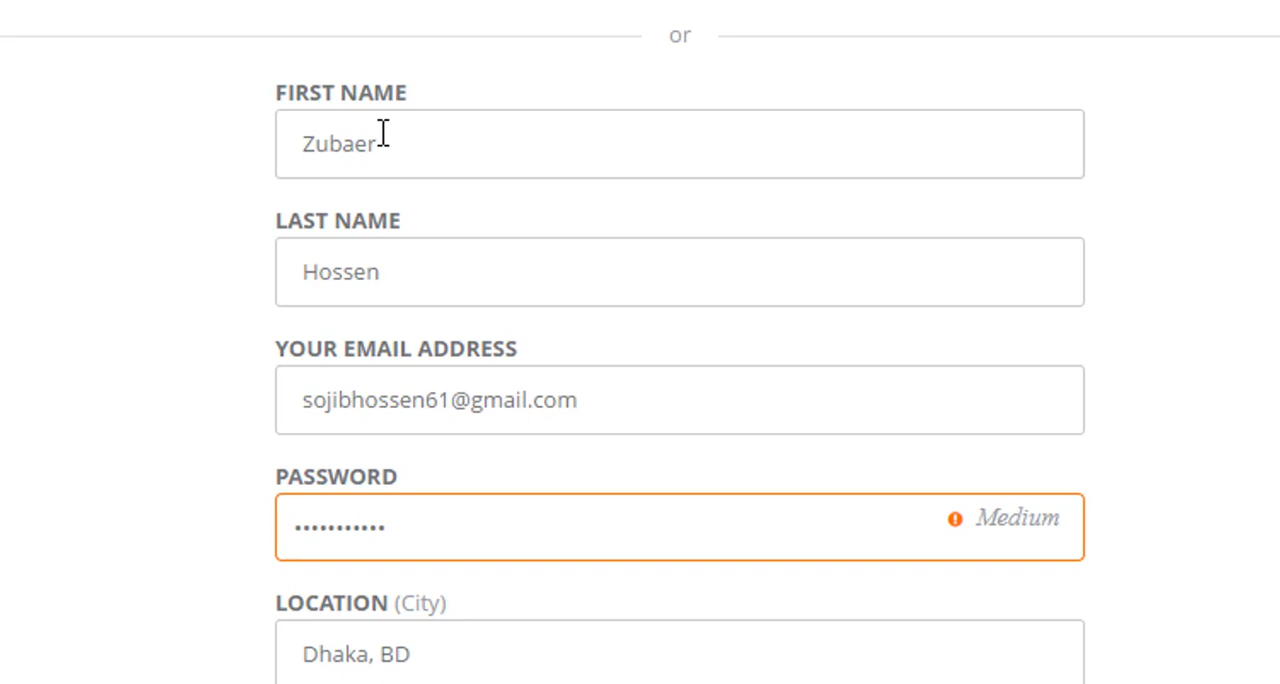 or
FIRST NAME
Zubaer
LAST NAME
Hossen
YOUR EMAIL ADDRESS
sojibhossen61@gmail.com
PASSWORD
•••••••••••
Medium
LOCATION (City)
Dhaka, BD